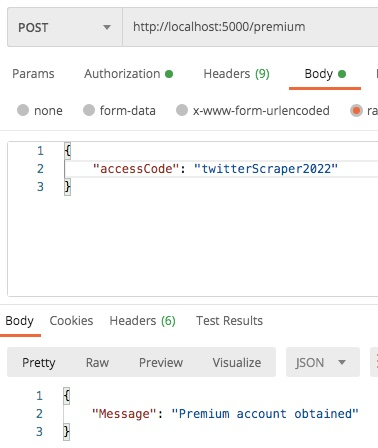 POST http://localhost:5000/premium
Params Authorization Headers (9) Body
none form-data x-www-form-urlencoded ra
1 {
2 "accessCode": "twitterScraper2022"
3 }
Body Cookies Headers (6) Test Results
Pretty Raw Preview Visualize JSON
1 {
2 "Message": "Premium account obtained"
3 }